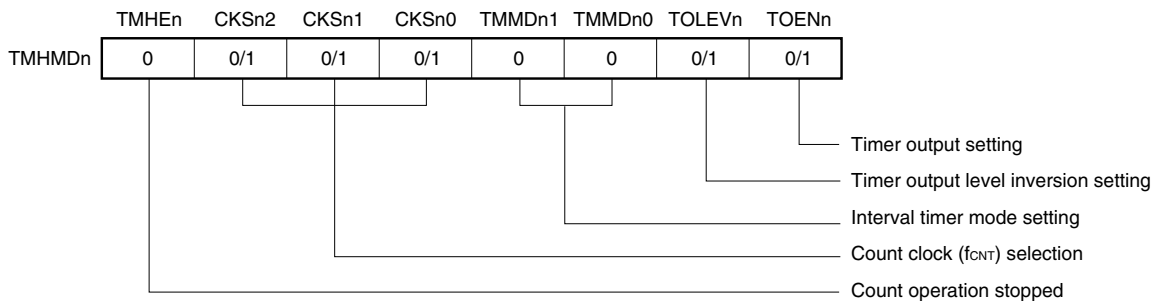 TMHEn CKSn2 CKSn1 CKSn0 TMMDn1 TMMDn0 TOLEVn TOENn
TMHMDn 0 0/1 0/1 0/1 0 0 0/1 0/1
Timer output setting
Timer output level inversion setting
Interval timer mode setting
Count clock (fCNT) selection
Count operation stopped